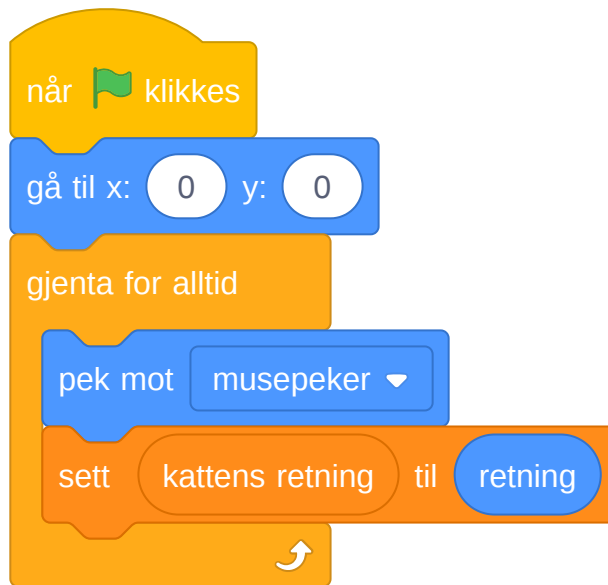 når klikkes
gå til x: 0 y: 0
gjenta for alltid
pek mot musepeker
sett kattens retning til retning